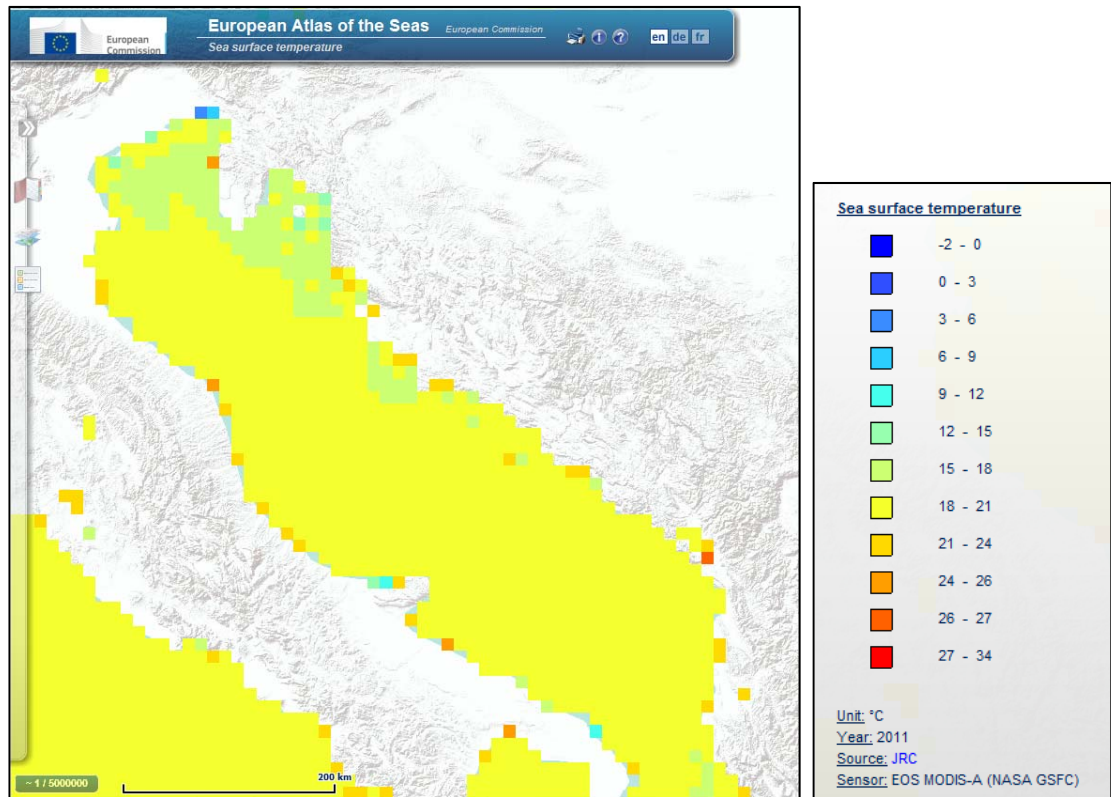 European
Commission
European Atlas of the Seas European Commission
Sea surface temperature
en de fr
~ 1 / 5000000
200 km
Sea surface temperature
-2 - 0
0 - 3
3 - 6
6 - 9
9 - 12
12 - 15
15 - 18
18 - 21
21 - 24
24 - 26
26 - 27
27 - 34
Unit: °C
Year: 2011
Source: JRC
Sensor: EOS MODIS-A (NASA GSFC)